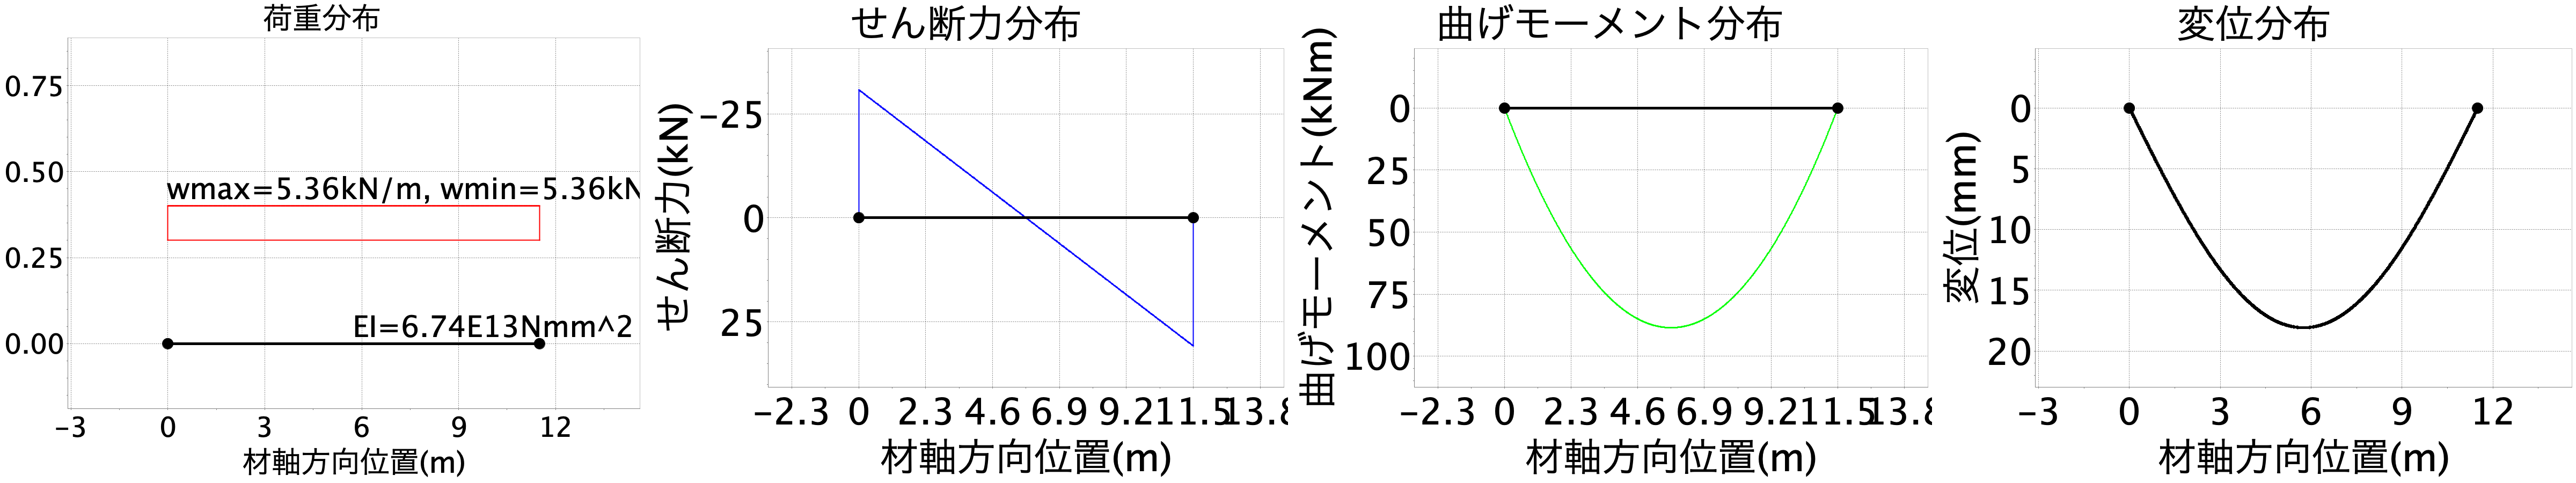 荷重分布
0.75
0.50
wmax=5.36kN/m, wmin=5.36kN
0.25
EI=6.74E13Nmm^2
0.00
−3 0 3 6 9 12
材軸方向位置(m)
せん断力分布
せん断力(kN)
−25
0
25
−2.3 0 2.3 4.6 6.9 9.2 11.5 13.8
材軸方向位置(m)
曲げモーメント分布
曲げモーメント(kNm)
0
25
50
75
100
−2.3 0 2.3 4.6 6.9 9.2 11.5 13.8
材軸方向位置(m)
変位分布
変位(mm)
0
5
10
15
20
−3 0 3 6 9 12
材軸方向位置(m)